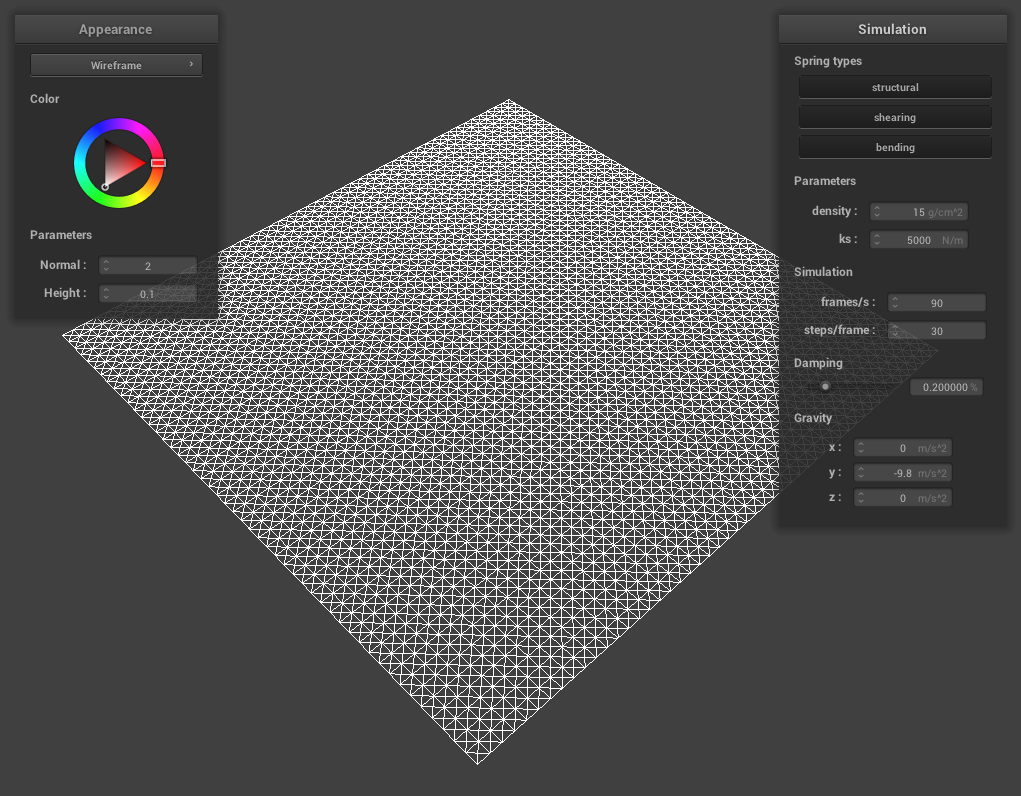 Appearance
Wireframe ›
Color
Parameters
Normal : 2
Height : 0.1
Simulation
Spring types
structural
shearing
bending
Parameters
density : 15 g/cm^2
ks : 5000 N/m
Simulation
frames/s : 90
steps/frame : 30
Damping
0.200000 %
Gravity
x : 0 m/s^2
y : -9.8 m/s^2
z : 0 m/s^2